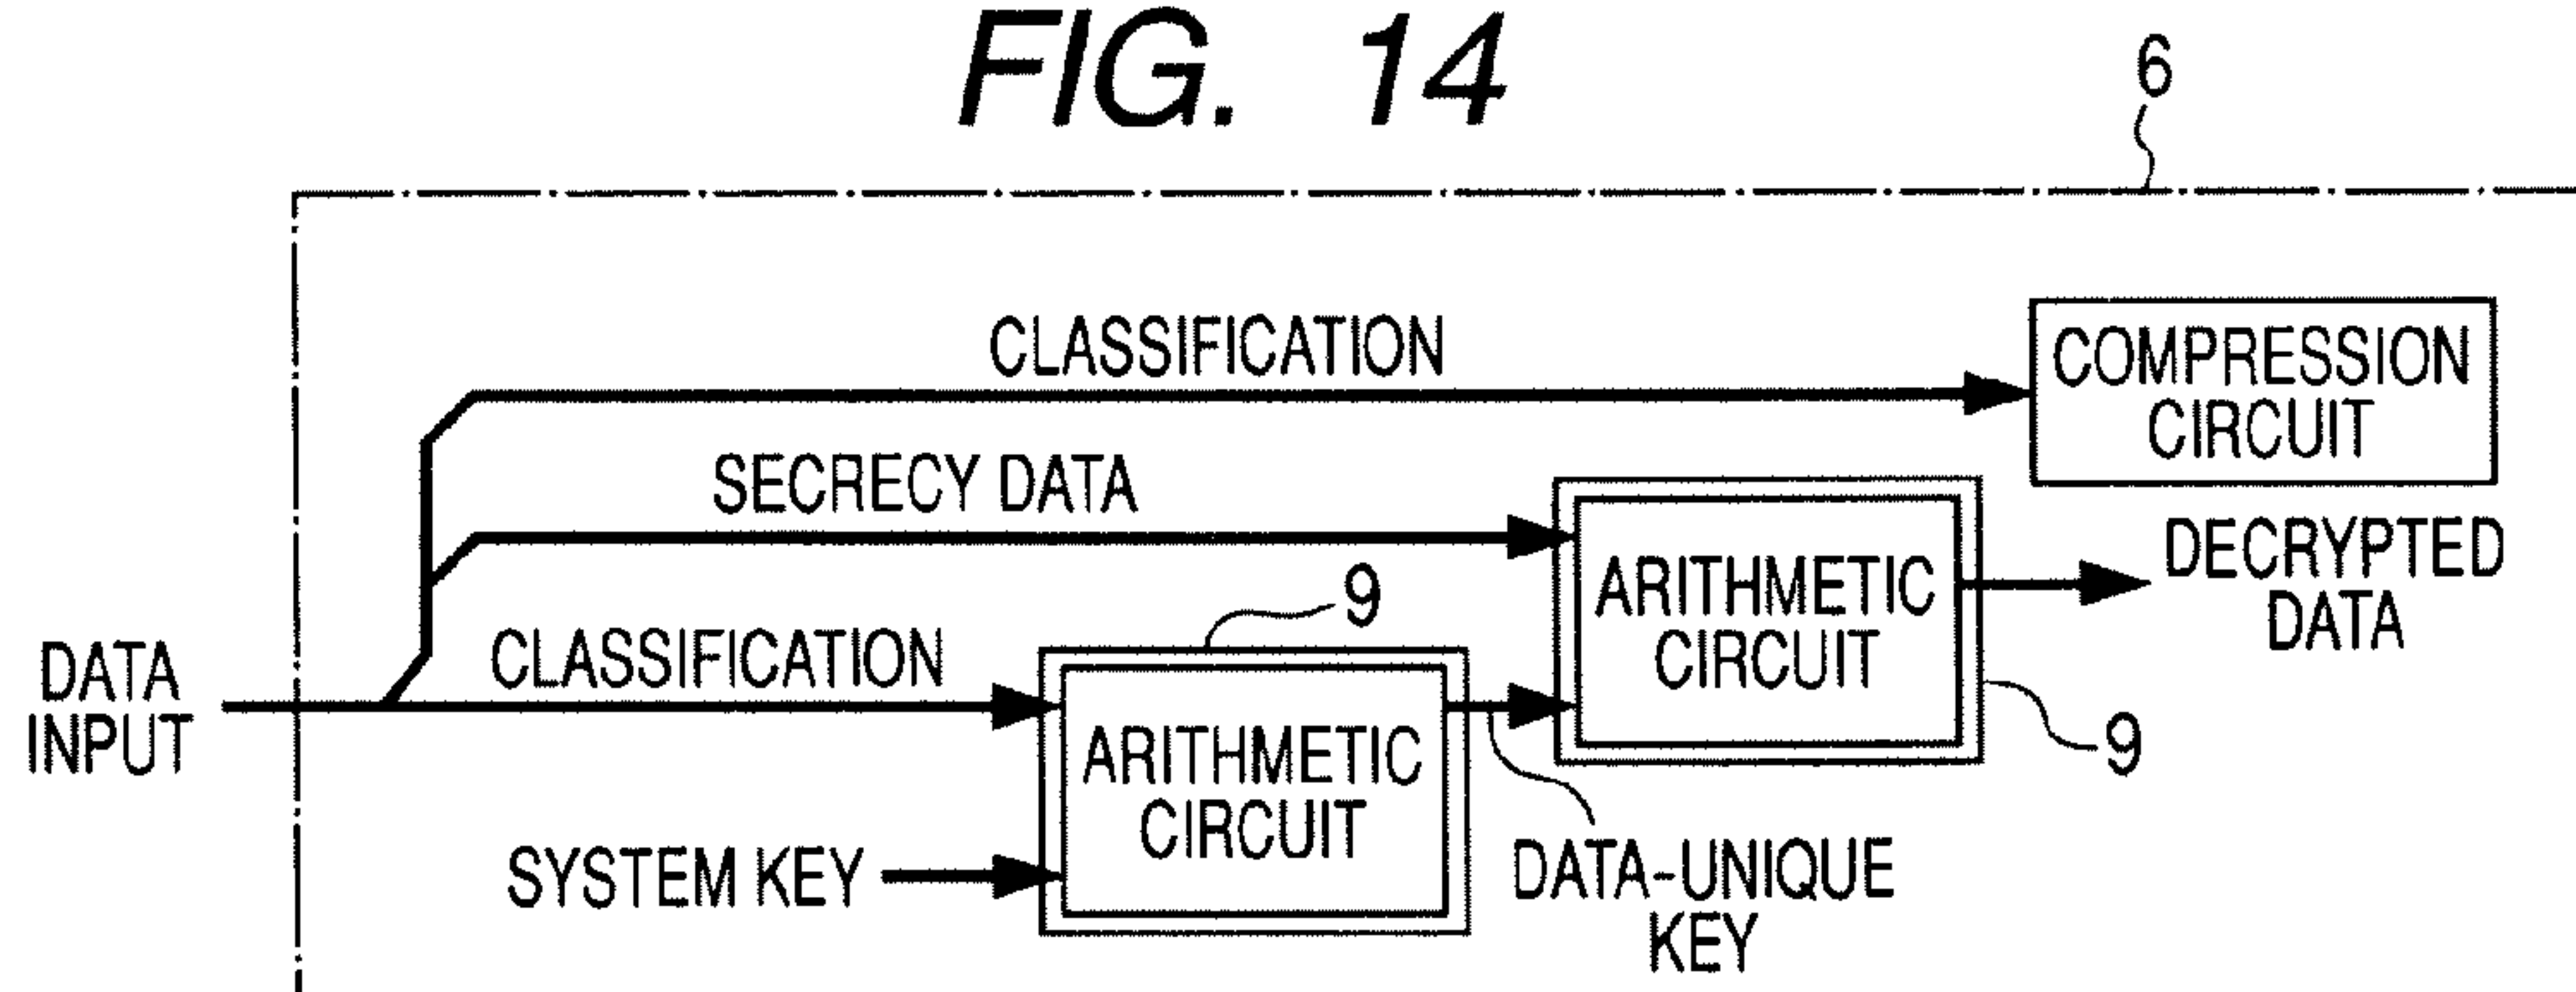 FIG. 14
6
CLASSIFICATION
COMPRESSION
CIRCUIT
SECRECY DATA
DECRYPTED
DATA
ARITHMETIC
CIRCUIT
9
CLASSIFICATION
DATA
INPUT
9
ARITHMETIC
CIRCUIT
SYSTEM KEY
DATA-UNIQUE
KEY